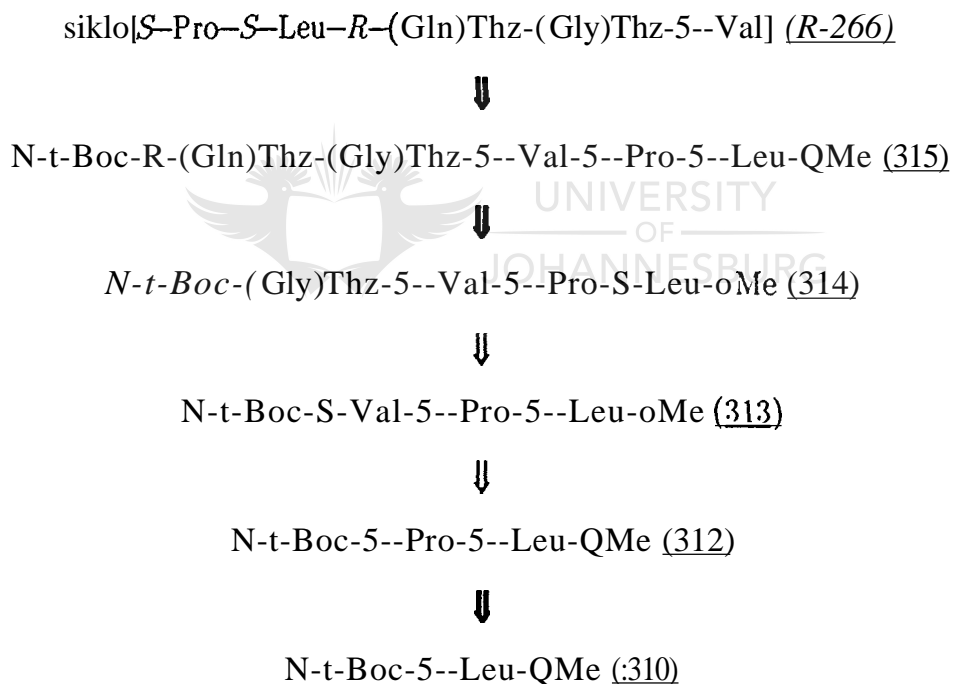 siklo[S—Pro—S—Leu—R—(Gln)Thz-(Gly)Thz-5--Val] (R-266)
⇓
N-t-Boc-R-(Gln)Thz-(Gly)Thz-5--Val-5--Pro-5--Leu-QMe (315)
UNIVERSITY
⇓
OF
JOHANNESBURG
N-t-Boc-(Gly)Thz-5--Val-5--Pro-S-Leu-oMe (314)
⇓
N-t-Boc-S-Val-5--Pro-5--Leu-oMe (313)
⇓
N-t-Boc-5--Pro-5--Leu-QMe (312)
⇓
N-t-Boc-5--Leu-QMe (:310)